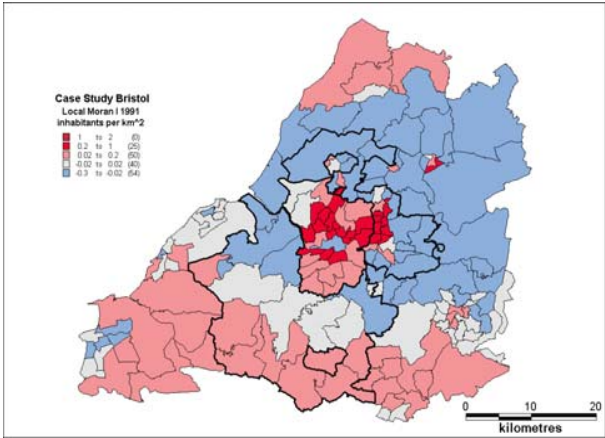 Case Study Bristol
Local Moran I 1991
inhabitants per km^2
1 to 2 (0)
0.2 to 1 (25)
0.02 to 0.2 (50)
-0.02 to 0.02 (40)
-0.3 to -0.02 (54)
0 10 20
kilometres